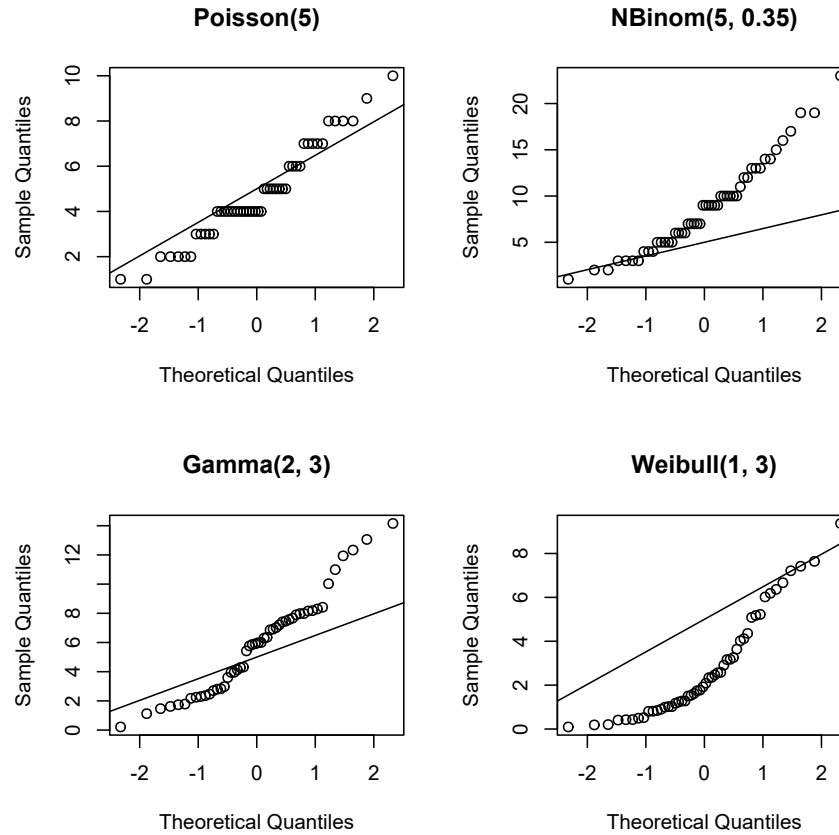 Poisson(5)
Sample Quantiles
10
8
6
4
2
-2 -1 0 1 2
Theoretical Quantiles
NBinom(5, 0.35)
Sample Quantiles
20
15
10
5
-2 -1 0 1 2
Theoretical Quantiles
Gamma(2, 3)
Sample Quantiles
12
8
6
4
2
0
-2 -1 0 1 2
Theoretical Quantiles
Weibull(1, 3)
Sample Quantiles
8
6
4
2
0
-2 -1 0 1 2
Theoretical Quantiles